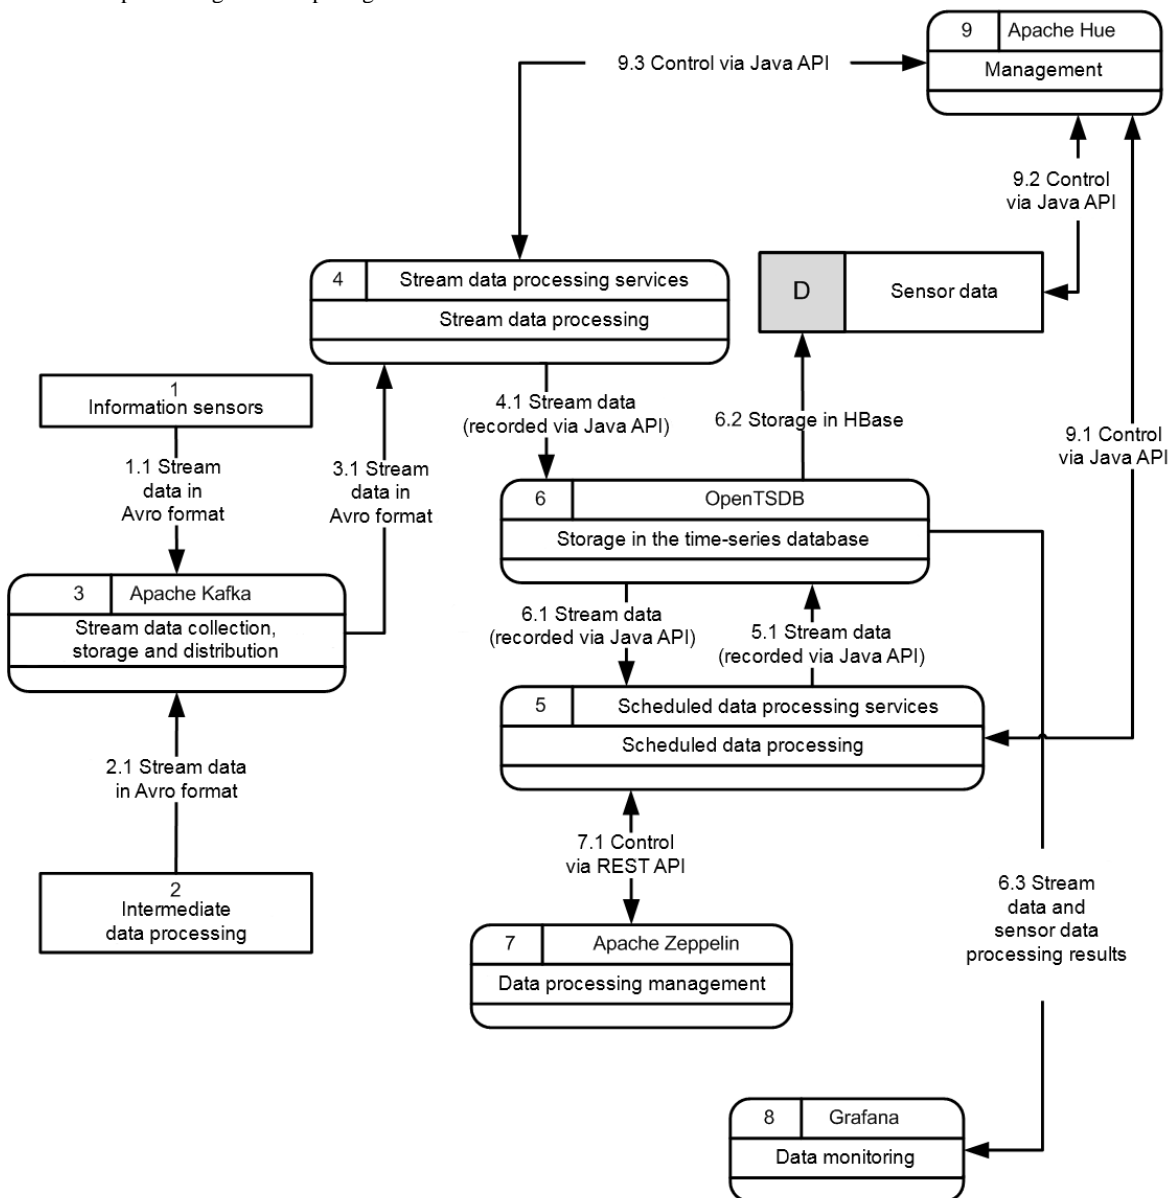 9 Apache Hue
Management
9.3 Control via Java API
9.2 Control
via Java API
4 Stream data processing services
Stream data processing
D Sensor data
1
Information sensors
4.1 Stream data
(recorded via Java API)
6.2 Storage in HBase
9.1 Control
via Java API
1.1 Stream
data in
Avro format
3.1 Stream
data in
Avro format
6 OpenTSDB
Storage in the time-series database
3 Apache Kafka
Stream data collection,
storage and distribution
6.1 Stream data
(recorded via Java API)
5.1 Stream data
(recorded via Java API)
5 Scheduled data processing services
Scheduled data processing
2.1 Stream data
in Avro format
7.1 Control
via REST API
2
Intermediate
data processing
6.3 Stream
data and
sensor data
processing results
7 Apache Zeppelin
Data processing management
8 Grafana
Data monitoring